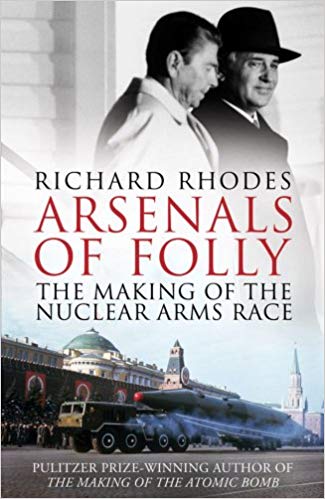 RICHARD RHODES
ARSENALS
OF FOLLY
THE MAKING OF THE
NUCLEAR ARMS RACE
PULITZER PRIZE-WINNING AUTHOR OF
THE MAKING OF THE ATOMIC BOMB